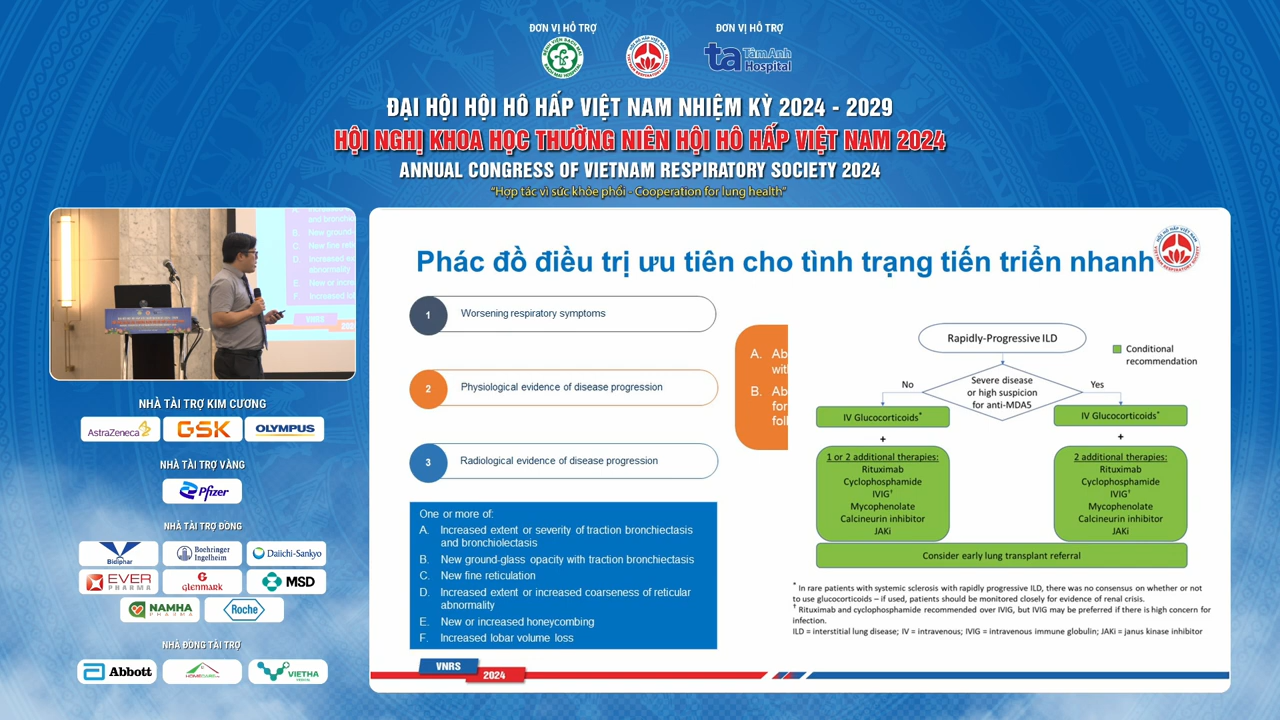 ĐƠN VỊ HỖ TRỢ
ĐƠN VỊ HỖ TRỢ
ta TâmAnh
Hospital
ĐẠI HỘI HỘI HÔ HẤP VIỆT NAM NHIỆM KỲ 2024 - 2029
HỘI NGHỊ KHOA HỌC THƯỜNG NIÊN HỘI HÔ HẤP VIỆT NAM 2024
ANNUAL CONGRESS OF VIETNAM RESPIRATORY SOCIETY 2024
"Hợp tác vì sức khỏe phổi - Cooperation for lung health"
and bronchi
B. New ground
C. New fine reti
D. Increased ex
abnormality
E. New or incre
F. Increased lo
VNRS
NHÀ TÀI TRỢ KIM CƯƠNG
AstraZeneca
GSK
OLYMPUS
NHÀ TÀI TRỢ VÀNG
Pfizer
NHÀ TÀI TRỢ ĐỒNG
Bidiphar
Boehringer
Ingelheim
Daiichi-Sankyo
EVER
PHARMA
GLENMARK
MSD
NAMHA
PHARMA
Roche
NHÀ ĐỒNG TÀI TRỢ
Abbott
VIETHA
Phác đồ điều trị ưu tiên cho tình trạng tiến triển nhanh
1 Worsening respiratory symptoms
2 Physiological evidence of disease progression
3 Radiological evidence of disease progression
One or more of:
A. Increased extent or severity of traction bronchiectasis
and bronchiolectesis
B. New ground-glass opacity with traction bronchiectasis
C. New fine reticulation
D. Increased extent or increased coarseness of reticular
abnormality
E. New or increased honeycombing
F. Increased lobar volume loss
A. Ab
wit
B. Ab
for
foll
Rapidly-Progressive ILD
Conditional
recommendation
No
Severe disease
or high suspicion
for anti-MDA5
Yes
IV Glucocorticoids*
IV Glucocorticoids*
+
+
1 or 2 additional therapies:
Rituximab
Cyclophosphamide
IVIG†
Mycophenolate
Calcineurin inhibitor
JAKi
2 additional therapies:
Rituximab
Cyclophosphamide
IVIG†
Mycophenolate
Calcineurin inhibitor
JAKi
Consider early lung transplant referral
* In rare patients with systemic sclerosis with rapidly progressive ILD, there was no consensus on whether or not
to use glucocorticoids – if used, patients should be monitored closely for evidence of renal crisis.
† Rituximab and cyclophosphamide recommended over IVIG, but IVIG may be preferred if there is high concern for
infection.
ILD = interstitial lung disease; IV = intravenous; IVIG = intravenous immune globulin; JAKi = janus kinase inhibitor
VNRS
2024